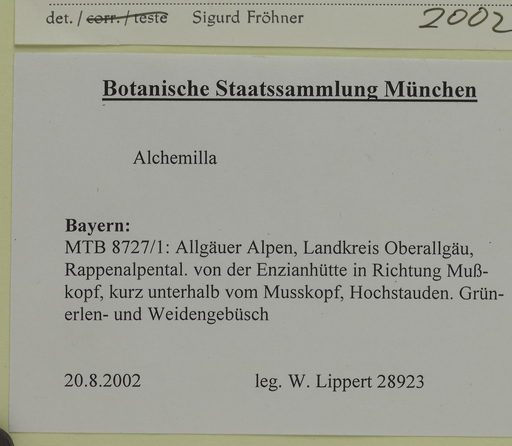 det. / corr. / teste Sigurd Fröhner 2002
Botanische Staatssammlung München
Alchemilla
Bayern:
MTB 8727/1: Allgäuer Alpen, Landkreis Oberallgäu,
Rappenalpental. von der Enzianhütte in Richtung Muß-
kopf, kurz unterhalb vom Musskopf, Hochstauden. Grün-
erlen- und Weidengebüsch
20.8.2002 leg. W. Lippert 28923